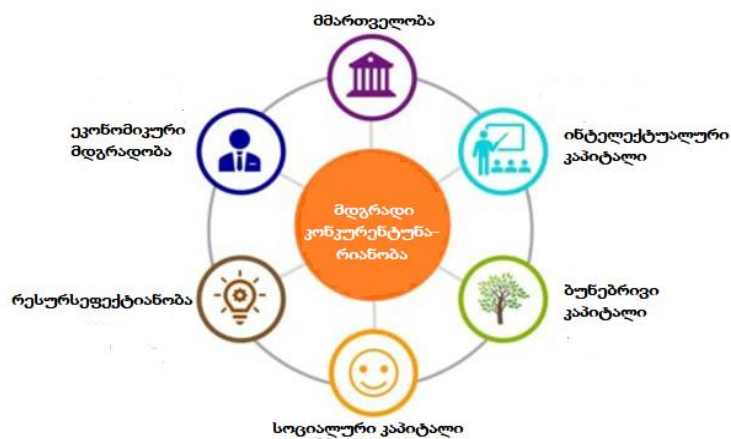 მმართველობა
ეკონომიკური
მდგრადობა
ინტელექტუალური
კაპიტალი
მდგრადი
კონკურენტუნა-
რიანობა
რესურსეფექტიანობა
ბუნებრივი
კაპიტალი
სოციალური კაპიტალი